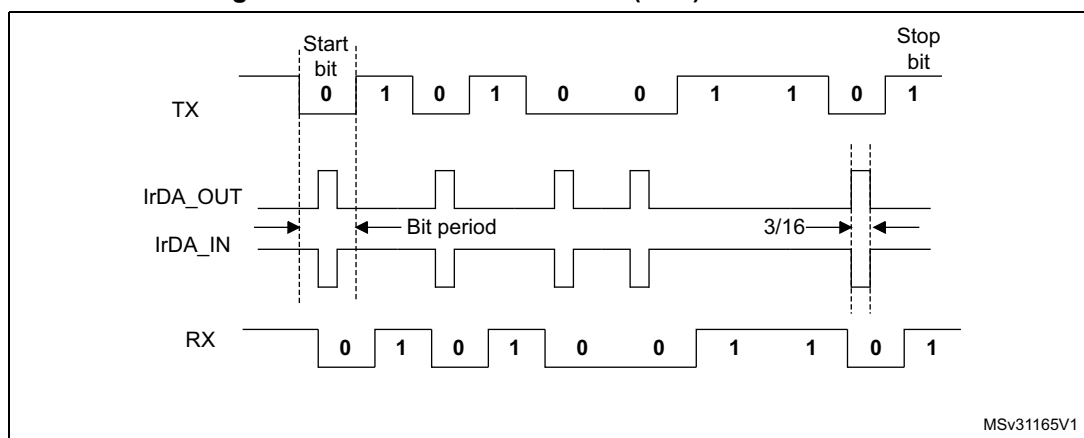 Start
bit
Stop
bit
TX
0 1 0 1 0 0 1 1 0 1
IrDA_OUT
Bit period
3/16
IrDA_IN
RX
0 1 0 1 0 0 1 1 0 1
MSv31165V1